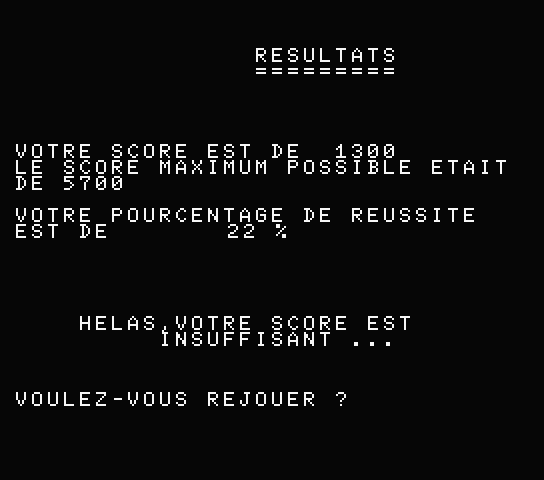 RESULTATS
=========
VOTRE SCORE EST DE  1300
LE SCORE MAXIMUM POSSIBLE ETAIT
DE 5700
VOTRE POURCENTAGE DE REUSSITE
EST DE 22 %
HELAS,VOTRE SCORE EST
INSUFFISANT ...
VOULEZ-VOUS REJOUER ?